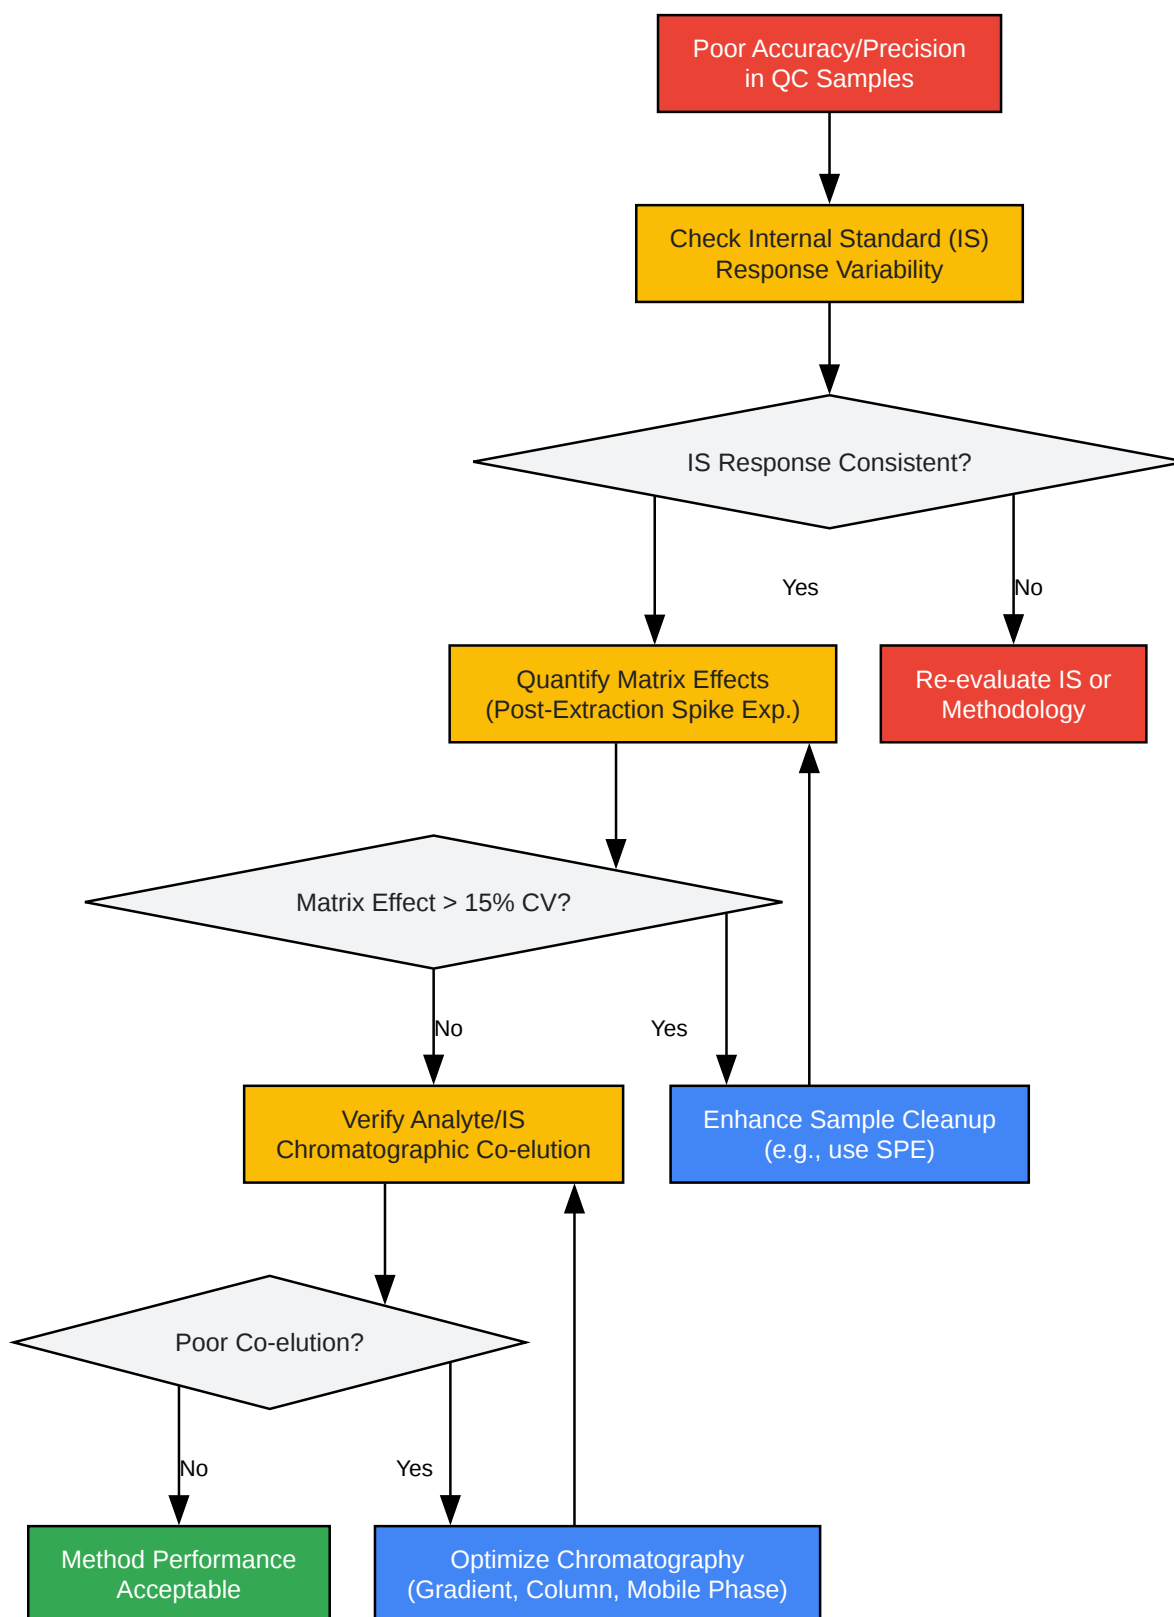 Poor Accuracy/Precision
in QC Samples
Check Internal Standard (IS)
Response Variability
IS Response Consistent?
Yes
No
Quantify Matrix Effects
(Post-Extraction Spike Exp.)
Re-evaluate IS or
Methodology
Matrix Effect > 15% CV?
No
Yes
Verify Analyte/IS
Chromatographic Co-elution
Enhance Sample Cleanup
(e.g., use SPE)
Poor Co-elution?
No
Yes
Method Performance
Acceptable
Optimize Chromatography
(Gradient, Column, Mobile Phase)